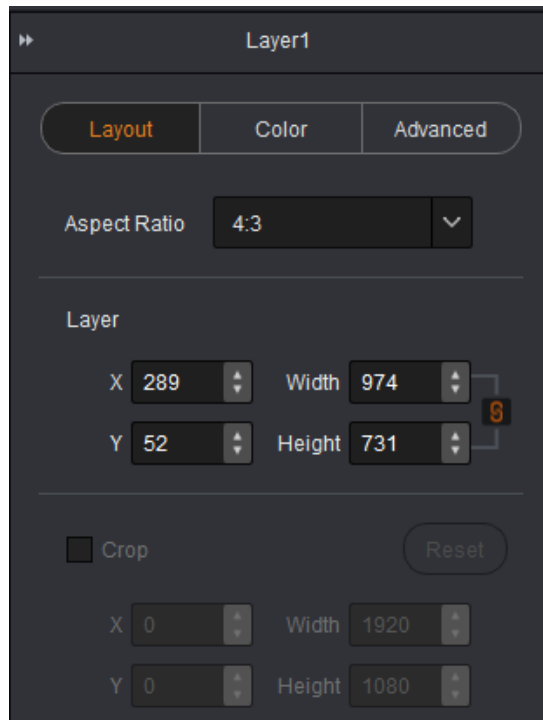 Layer1
Layout Color Advanced
Aspect Ratio 4:3
Layer
X 289 Width 974
Y 52 Height 731
Crop Reset
X 0 Width 1920
Y 0 Height 1080